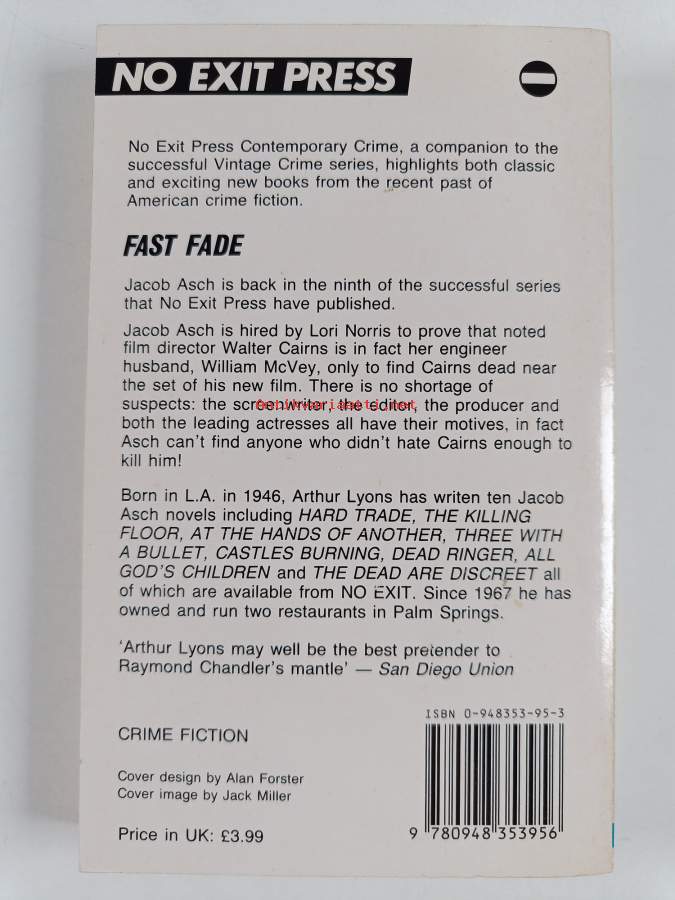 NO EXIT PRESS
No Exit Press Contemporary Crime, a companion to the
successful Vintage Crime series, highlights both classic
and exciting new books from the recent past of
American crime fiction.
FAST FADE
Jacob Asch is back in the ninth of the successful series
that No Exit Press have published.
Jacob Asch is hired by Lori Norris to prove that noted
film director Walter Cairns is in fact her engineer
husband, William McVey, only to find Cairns dead near
the set of his new film. There is no shortage of
suspects: the screenwriter, the editor, the producer and
antikvariaatti.net
both the leading actresses all have their motives, in fact
Asch can't find anyone who didn't hate Cairns enough to
kill him!
Born in L.A. in 1946, Arthur Lyons has writen ten Jacob
Asch novels including HARD TRADE, THE KILLING
FLOOR, AT THE HANDS OF ANOTHER, THREE WITH
A BULLET, CASTLES BURNING, DEAD RINGER, ALL
GOD'S CHILDREN and THE DEAD ARE DISCREET all
of which are available from NO EXIT. Since 1967 he has
owned and run two restaurants in Palm Springs.
'Arthur Lyons may well be the best pretender to
Raymond Chandler's mantle' — San Diego Union
ISBN 0-948353-95-3
CRIME FICTION
Cover design by Alan Forster
Cover image by Jack Miller
Price in UK: £3.99
9 780948 353956